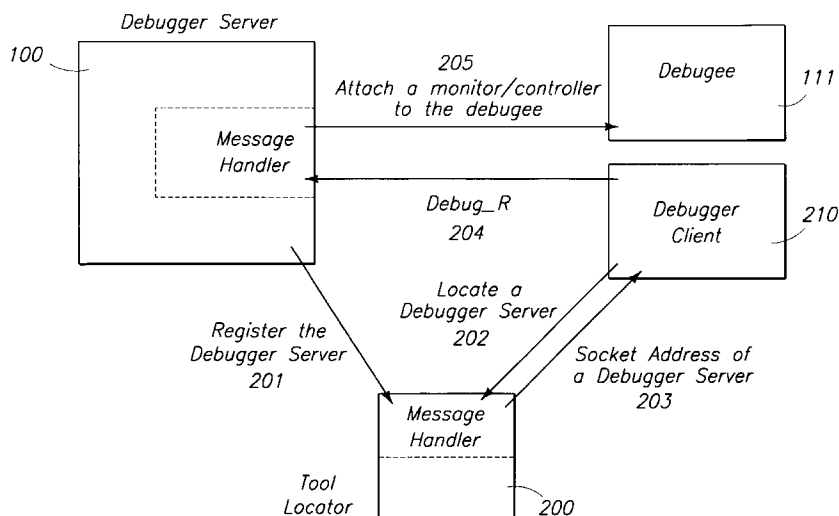 Debugger Server
100
205
Attach a monitor/controller
to the debugee
Debugee
111
Message
Handler
Debug_R
204
Debugger
Client
210
Locate a
Debugger Server
202
Register the
Debugger Server
201
Socket Address of
a Debugger Server
203
Message
Handler
Tool
Locator
200